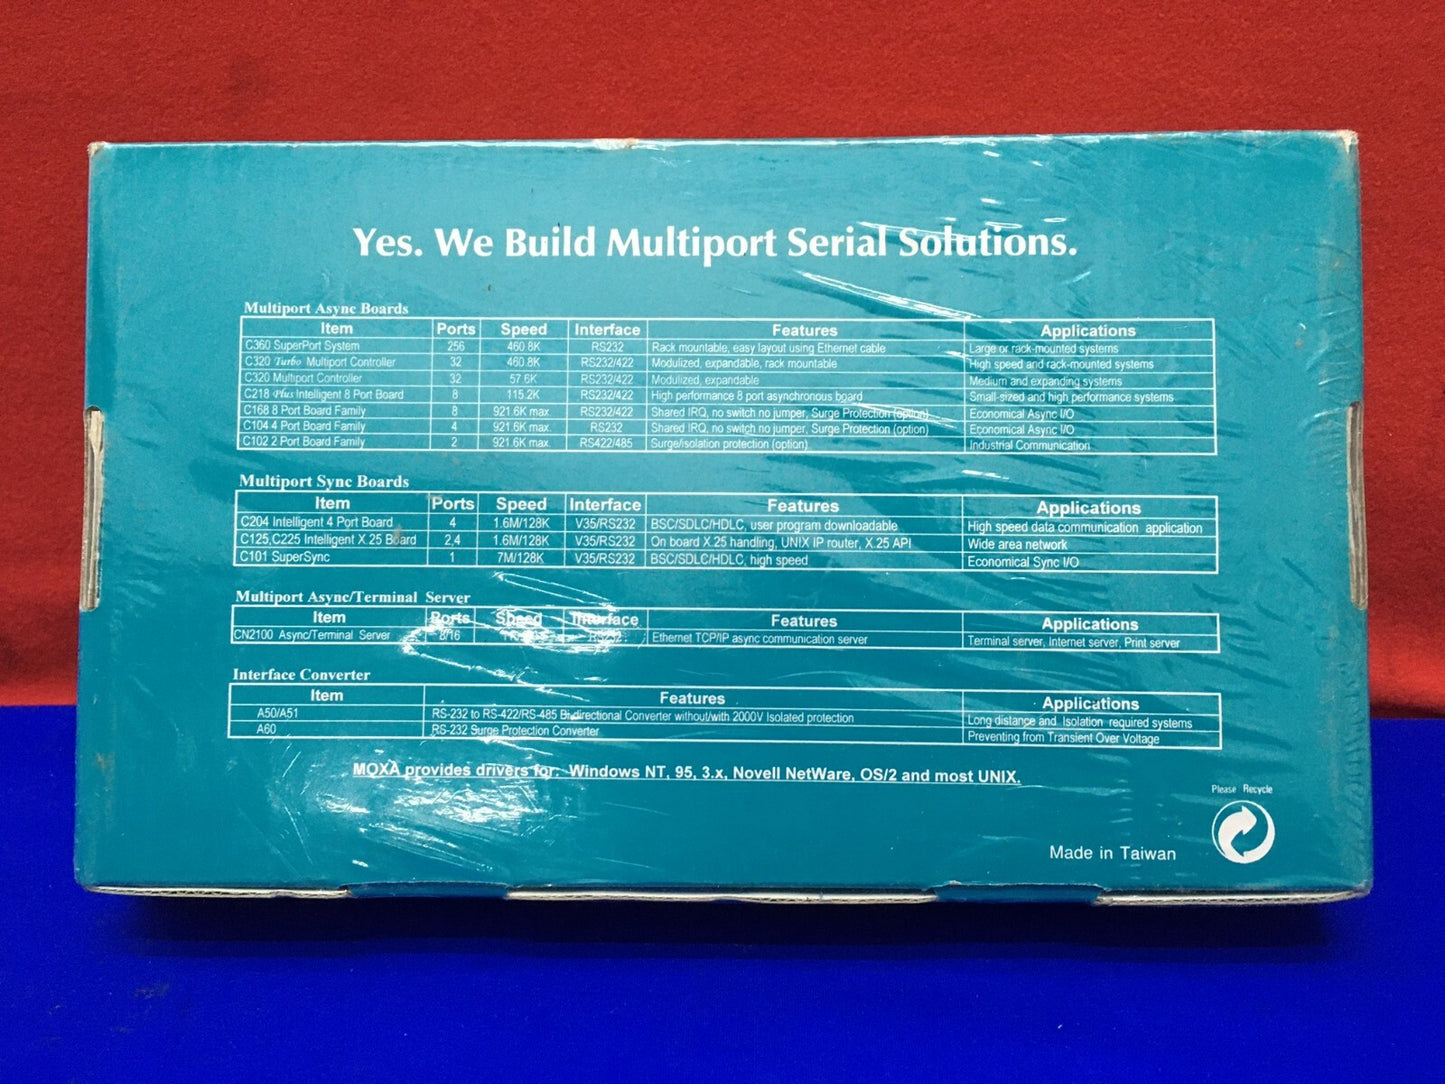 Yes. We Build Multiport Serial Solutions.
Multiport Async Boards
Item Ports Speed Interface Features Applications
C360 SuperPort System 256 460.8K RS232 Rack mountable, easy layout using Ethernet cable Large or rack-mounted systems
C320 Turbo Multiport Controller 32 460.8K RS232/422 Modulized, expandable, rack mountable High speed and rack-mounted systems
C320 Multiport Controller 32 57.6K RS232/422 Modulized, expandable Medium and expanding systems
C218 Plus Intelligent 8 Port Board 8 115.2K RS232/422 High performance 8 port asynchronous board Small-sized and high performance systems
C168 8 Port Board Family 8 921.6K max. RS232/422 Shared IRQ, no switch no jumper, Surge Protection (option) Economical Async I/O
C104 4 Port Board Family 4 921.6K max. RS232 Shared IRQ, no switch no jumper, Surge Protection (option) Economical Async I/O
C102 2 Port Board Family 2 921.6K max. RS422/485 Surge/isolation protection (option) Industrial Communication
Multiport Sync Boards
Item Ports Speed Interface Features Applications
C204 Intelligent 4 Port Board 4 1.6M/128K V35/RS232 BSC/SDLC/HDLC, user program downloadable High speed data communication application
C125,C225 Intelligent X.25 Board 2,4 1.6M/128K V35/RS232 On board X.25 handling, UNIX IP router, X.25 API Wide area network
C101 SuperSync 1 7M/128K V35/RS232 BSC/SDLC/HDLC, high speed Economical Sync I/O
Multiport Async/Terminal Server
Item Ports Speed Interface Features Applications
CN2100 Async/Terminal Server 8/16 RS232 Ethernet TCP/IP async communication server Terminal server, Internet server, Print server
Interface Converter
Item Features Applications
A50/A51 RS-232 to RS-422/RS-485 Bi-directional Converter without/with 2000V Isolated protection Long distance and Isolation required systems
A60 RS-232 Surge Protection Converter Preventing from Transient Over Voltage
MOXA provides drivers for: Windows NT, 95, 3.x, Novell NetWare, OS/2 and most UNIX.
Please Recycle
Made in Taiwan